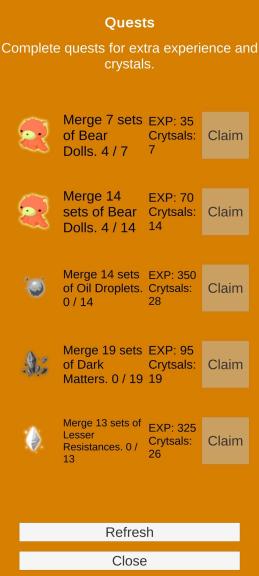 Quests
Complete quests for extra experience and
crystals.
Merge 7 sets
of Bear
Dolls. 4 / 7
EXP: 35
Crytsals:
7
Claim
Merge 14
sets of Bear
Dolls. 4 / 14
EXP: 70
Crytsals:
14
Claim
Merge 14 sets
of Oil Droplets.
0 / 14
EXP: 350
Crytsals:
28
Claim
Merge 19 sets
of Dark
Matters. 0 / 19
EXP: 95
Crytsals:
19
Claim
Merge 13 sets of
Lesser
Resistances. 0 /
13
EXP: 325
Crytsals:
26
Claim
Refresh
Close